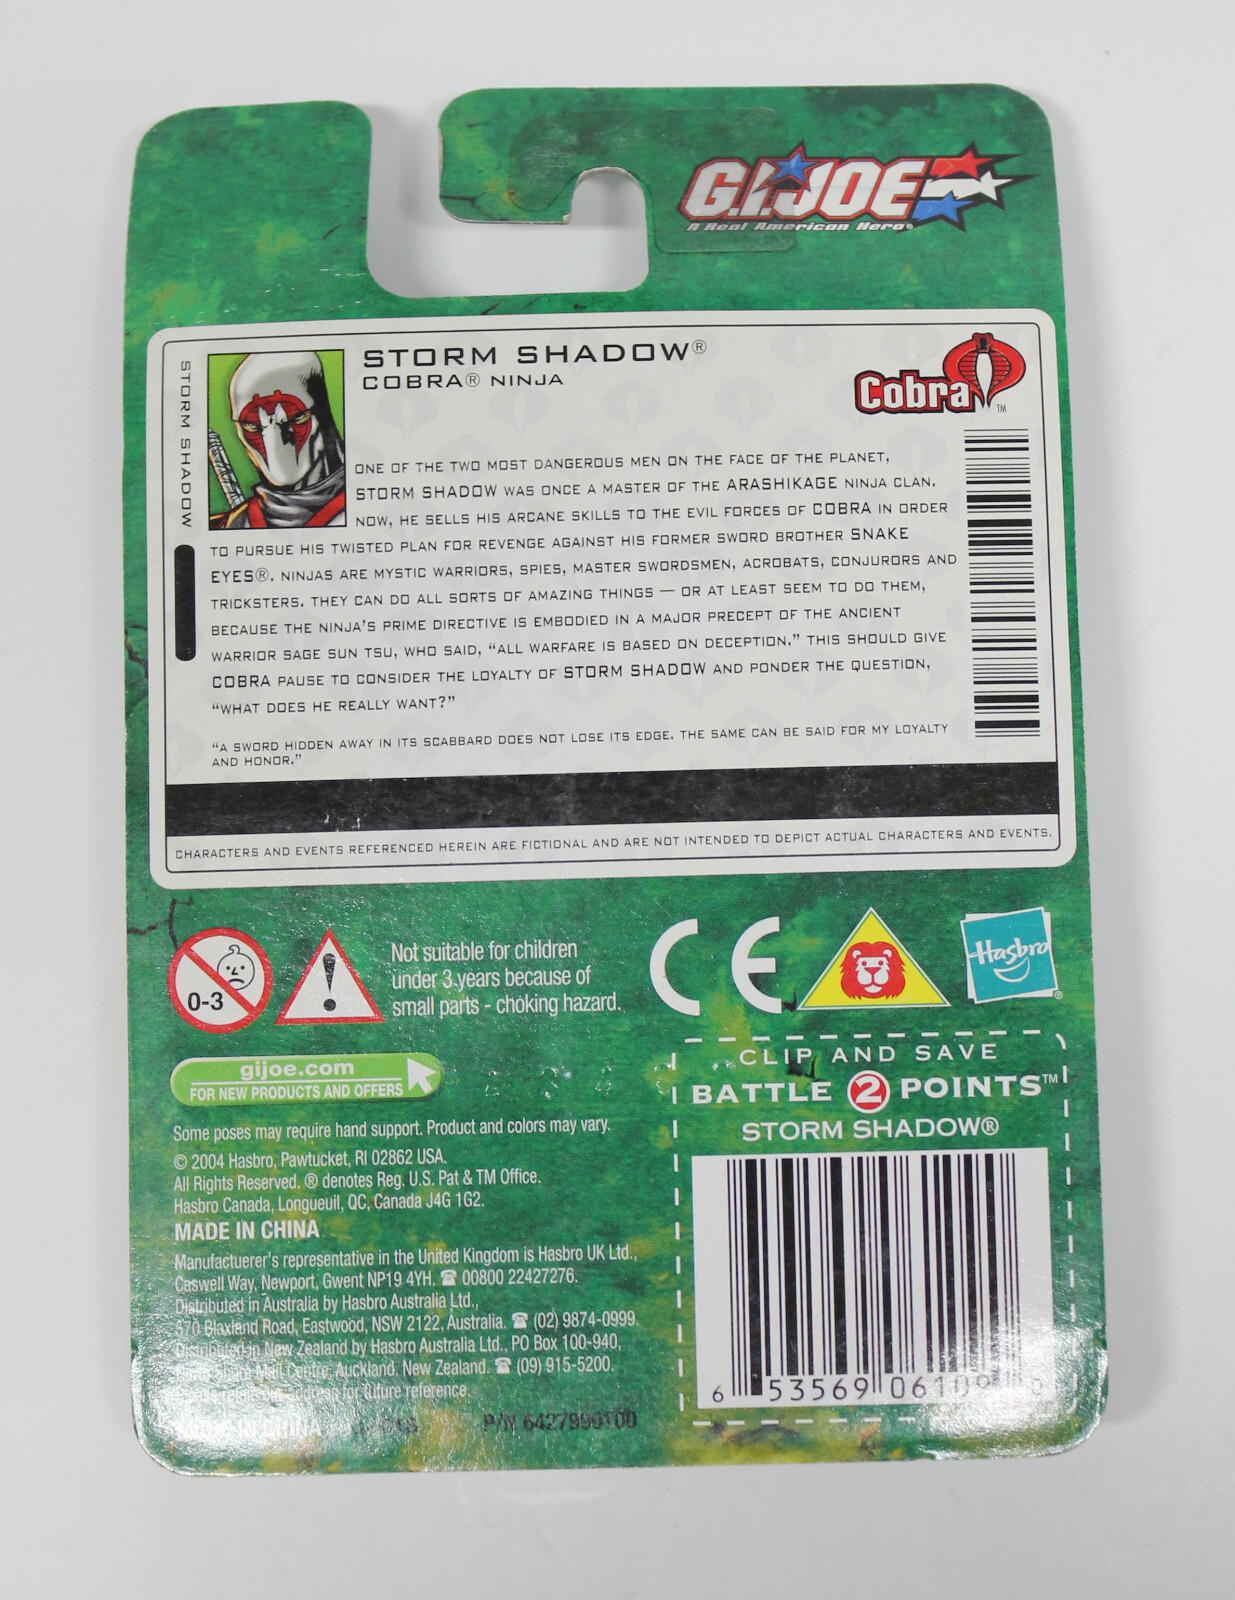 G.I. JOE
A Real American Hero®
STORM SHADOW
STORM SHADOW®
COBRA® NINJA
Cobra™
ONE OF THE TWO MOST DANGEROUS MEN ON THE FACE OF THE PLANET,
STORM SHADOW WAS ONCE A MASTER OF THE ARASHIKAGE NINJA CLAN.
NOW, HE SELLS HIS ARCANE SKILLS TO THE EVIL FORCES OF COBRA IN ORDER
TO PURSUE HIS TWISTED PLAN FOR REVENGE AGAINST HIS FORMER SWORD BROTHER SNAKE
EYES®. NINJAS ARE MYSTIC WARRIORS, SPIES, MASTER SWORDSMEN, ACROBATS, CONJURORS AND
TRICKSTERS. THEY CAN DO ALL SORTS OF AMAZING THINGS — OR AT LEAST SEEM TO DO THEM,
BECAUSE THE NINJA'S PRIME DIRECTIVE IS EMBODIED IN A MAJOR PRECEPT OF THE ANCIENT
WARRIOR SAGE SUN TSU, WHO SAID, “ALL WARFARE IS BASED ON DECEPTION.” THIS SHOULD GIVE
COBRA PAUSE TO CONSIDER THE LOYALTY OF STORM SHADOW AND PONDER THE QUESTION,
“WHAT DOES HE REALLY WANT?”
“A SWORD HIDDEN AWAY IN ITS SCABBARD DOES NOT LOSE ITS EDGE. THE SAME CAN BE SAID FOR MY LOYALTY
AND HONOR.”
CHARACTERS AND EVENTS REFERENCED HEREIN ARE FICTIONAL AND ARE NOT INTENDED TO DEPICT ACTUAL CHARACTERS AND EVENTS.
0-3
Not suitable for children
under 3 years because of
small parts - choking hazard.
CE
Hasbro®
gijoe.com
FOR NEW PRODUCTS AND OFFERS
Some poses may require hand support. Product and colors may vary.
© 2004 Hasbro, Pawtucket, RI 02862 USA.
All Rights Reserved. ® denotes Reg. U.S. Pat & TM Office.
Hasbro Canada, Longueuil, QC, Canada J4G 1G2.
MADE IN CHINA
Manufacturer's representative in the United Kingdom is Hasbro UK Ltd.,
Caswell Way, Newport, Gwent NP19 4YH. ☎ 00800 22427276.
Distributed in Australia by Hasbro Australia Ltd.,
570 Blaxland Road, Eastwood, NSW 2122, Australia. ☎ (02) 9874-0999.
Distributed in New Zealand by Hasbro Australia Ltd., PO Box 100-940,
Mail Centre, Auckland, New Zealand. ☎ (09) 915-5200.
address for future reference.
IN CHINA P/N 6427990100
CLIP AND SAVE
BATTLE 2 POINTS™
STORM SHADOW®
6 53569 06109 0